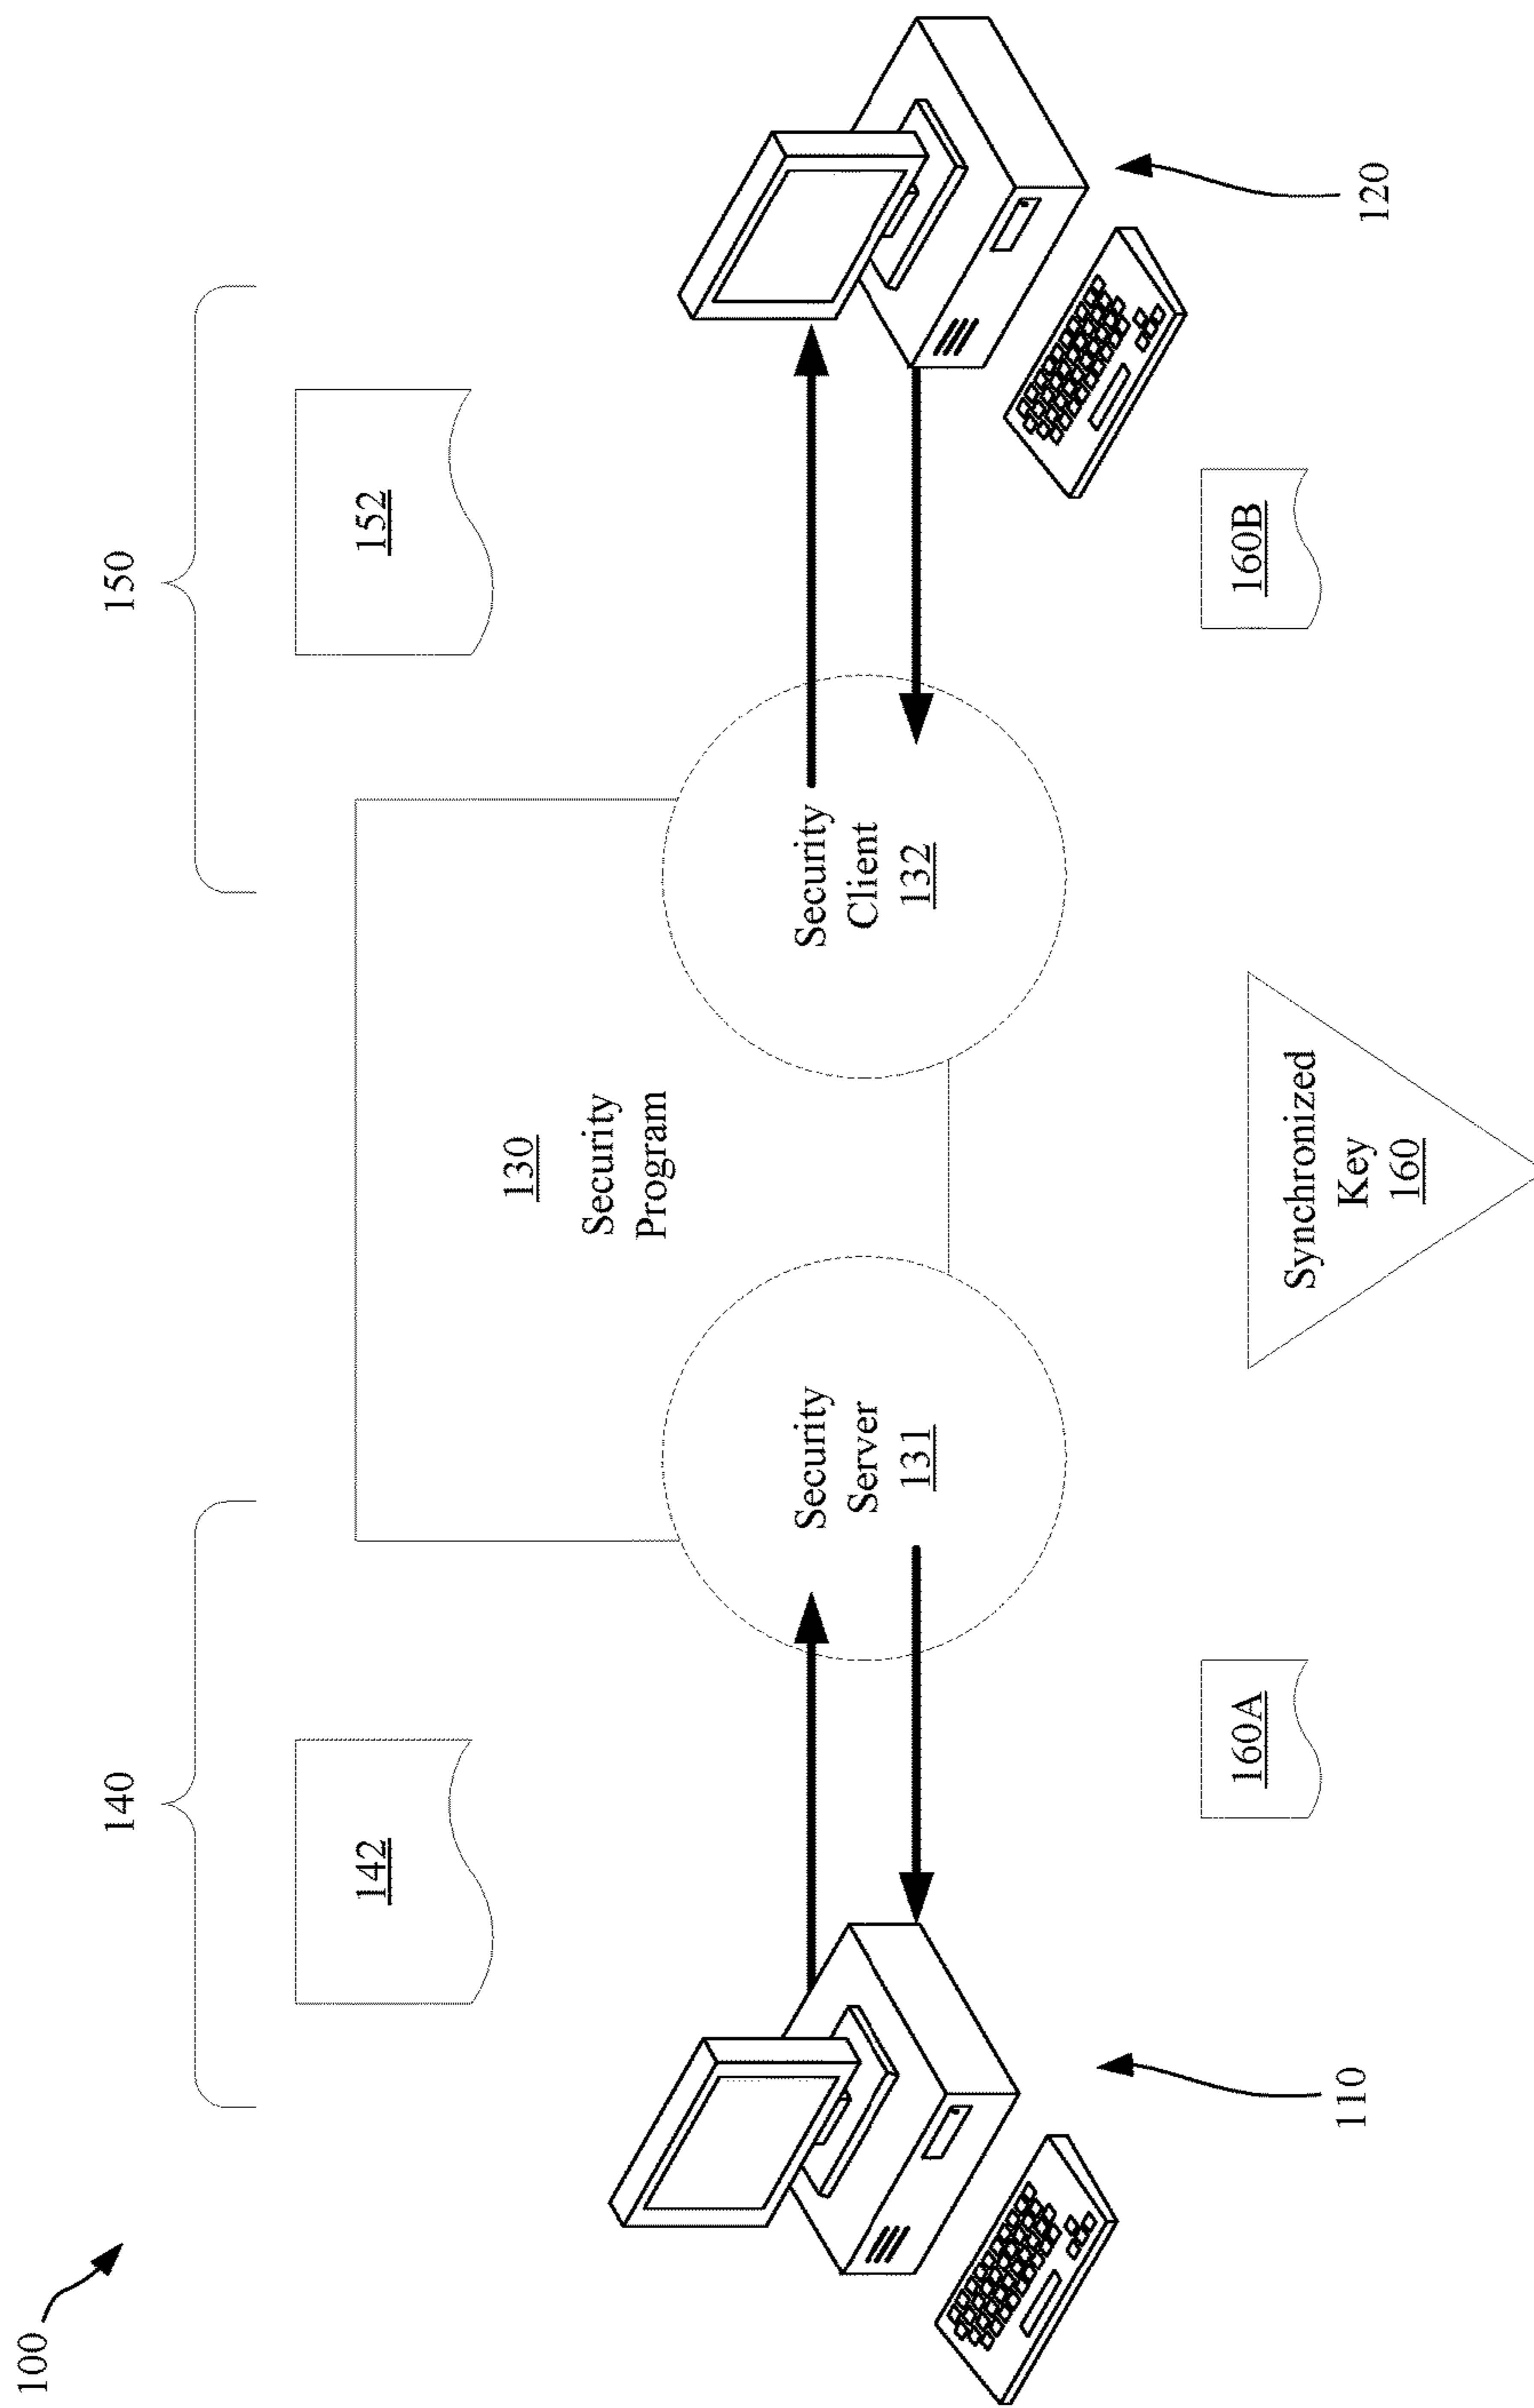 100
140
150
142
152
130
Security
Program
Security
Server
131
Security
Client
132
110
120
160A
160B
Synchronized
Key
160